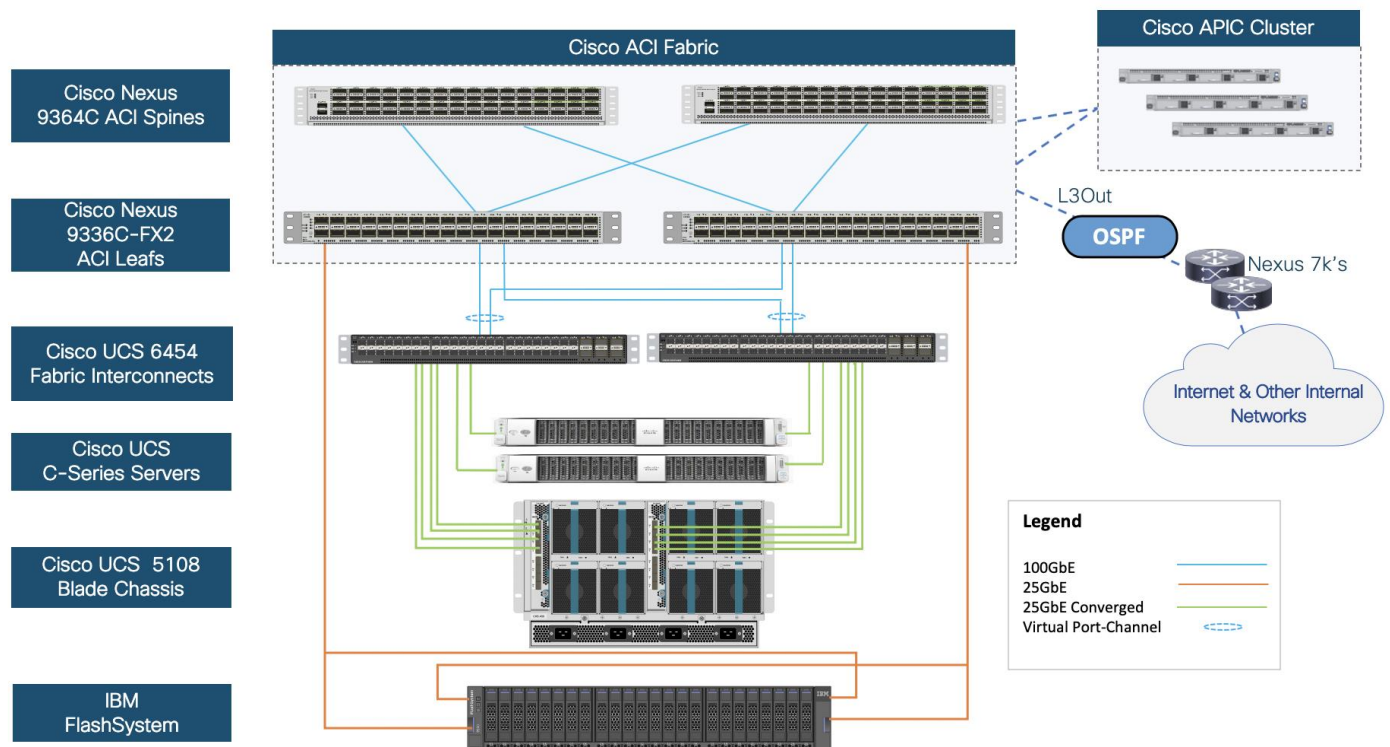 Cisco ACI Fabric
Cisco APIC Cluster
Cisco Nexus
9364C ACI Spines
Cisco Nexus
9336C-FX2
ACI Leafs
L3Out
OSPF
Nexus 7k's
Cisco UCS 6454
Fabric Interconnects
Internet & Other Internal
Networks
Cisco UCS
C-Series Servers
Legend
100GbE
25GbE
25GbE Converged
Virtual Port-Channel
Cisco UCS 5108
Blade Chassis
IBM
FlashSystem
IBM